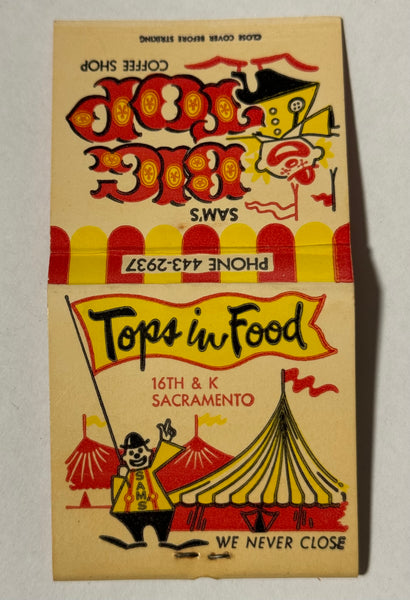 CLOSE COVER BEFORE STRIKING
COFFEE SHOP
BIG TOP
SAM'S
PHONE 443-2937
Tops in Food
16TH & K
SACRAMENTO
SAMS
WE NEVER CLOSE